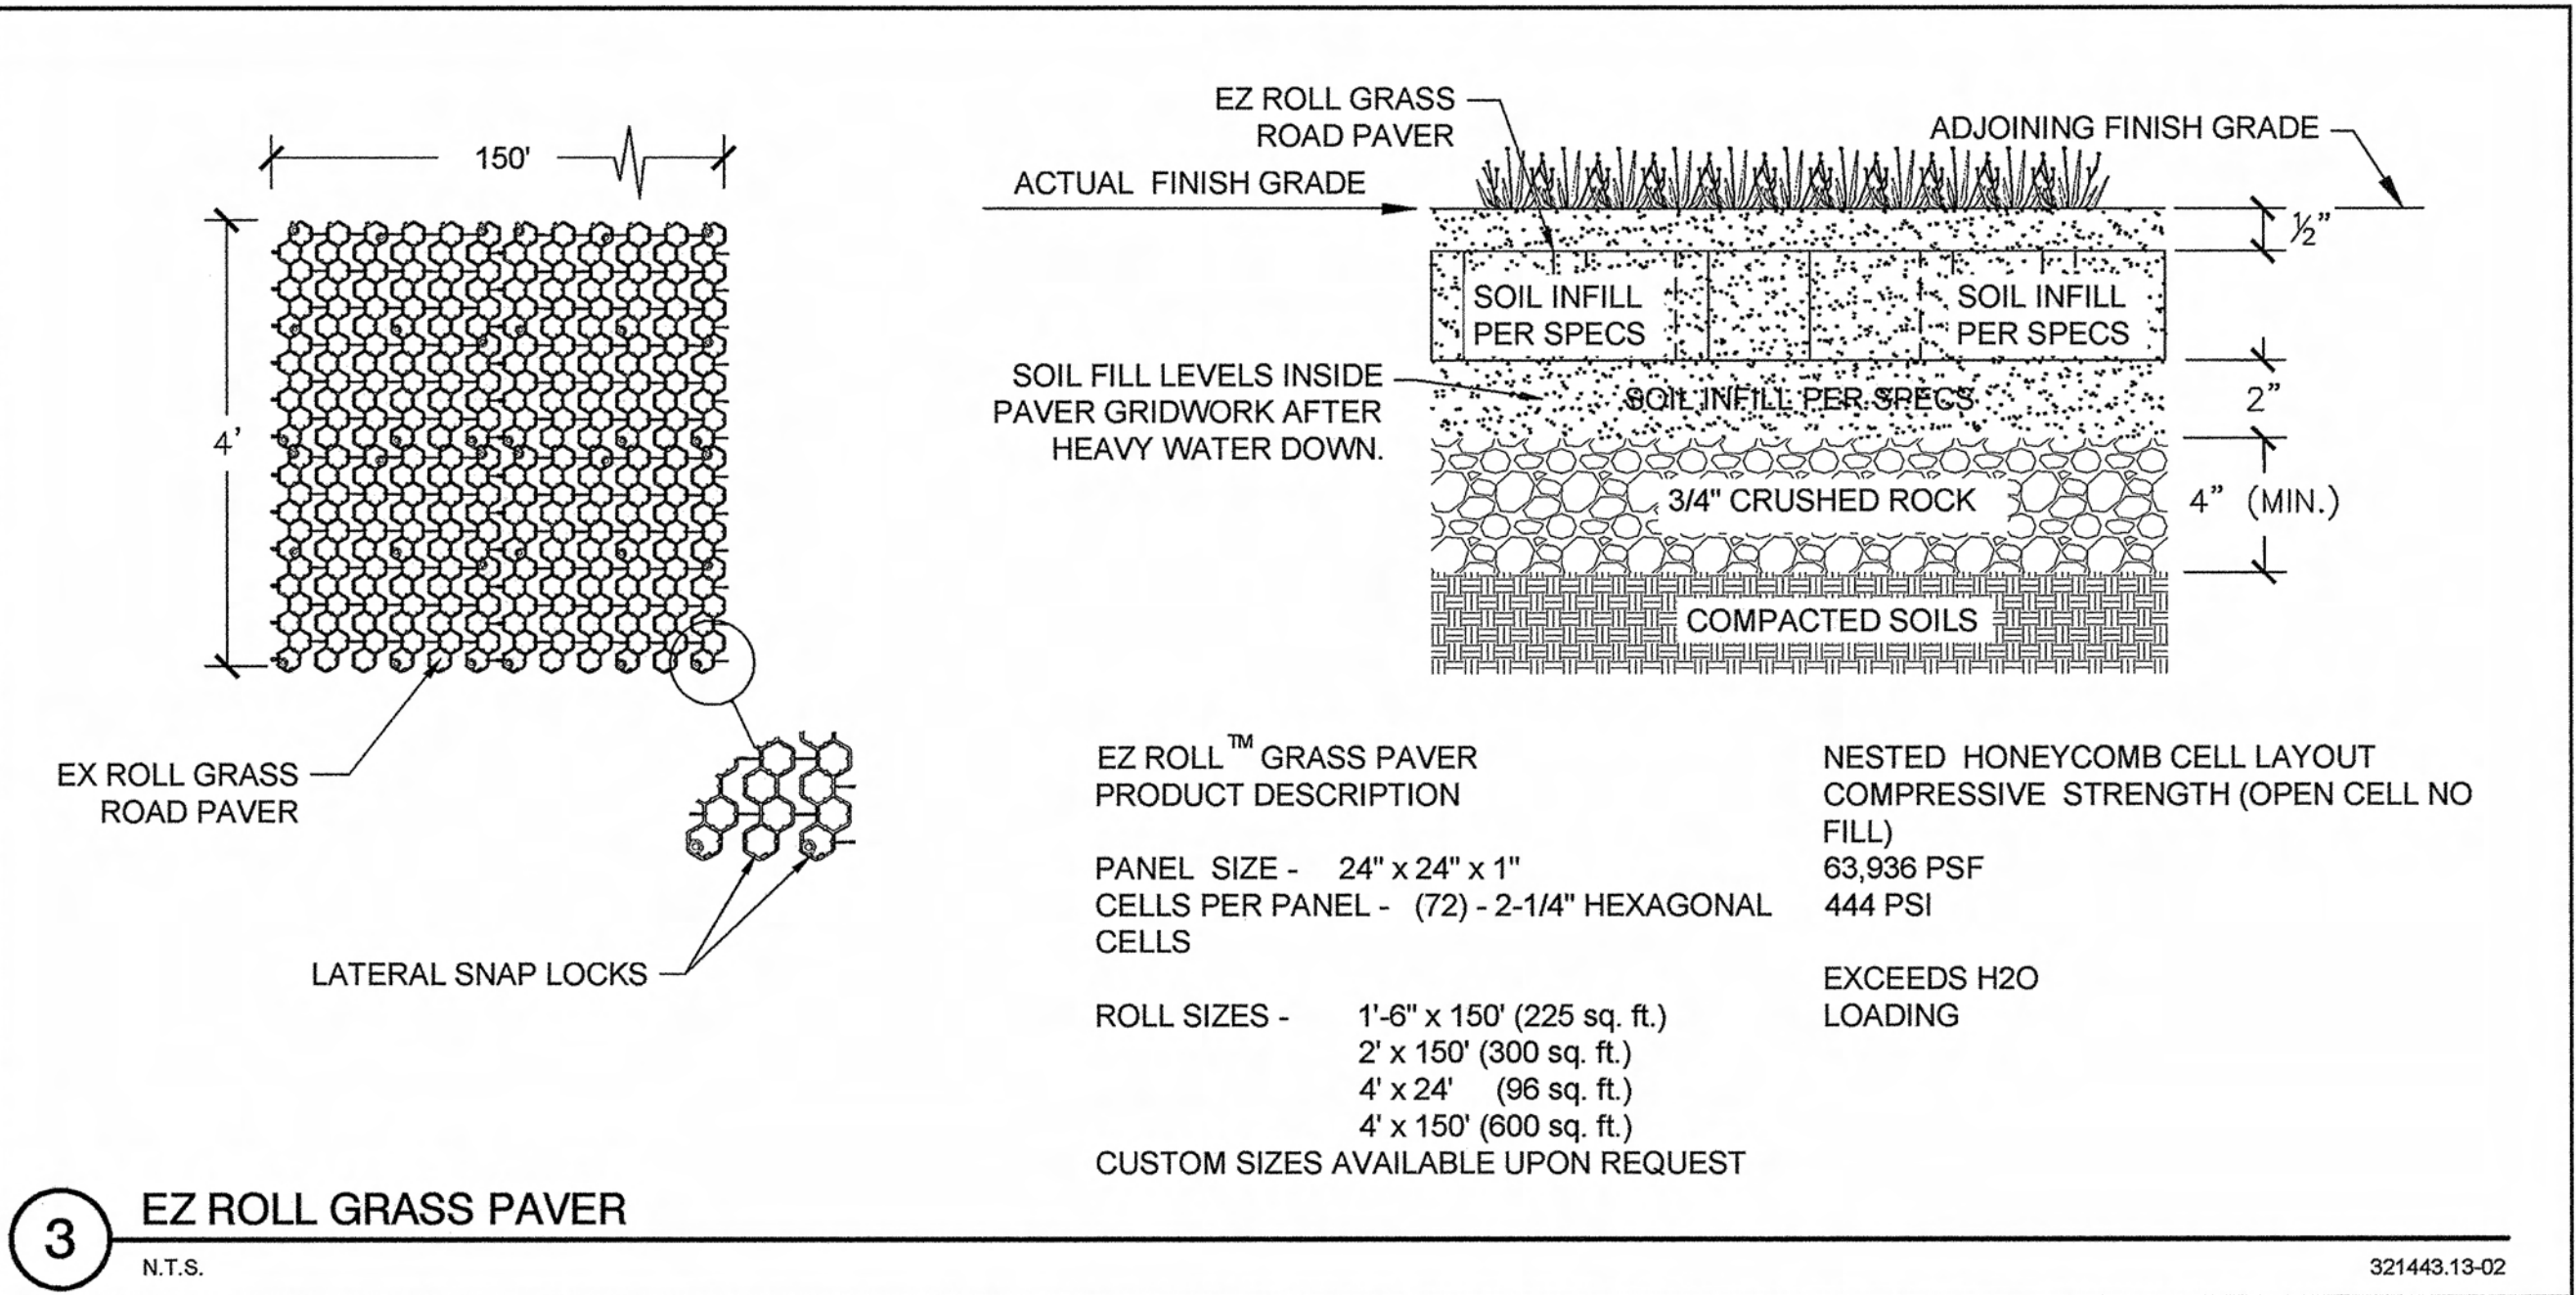 150'
4'
EX ROLL GRASS
ROAD PAVER
LATERAL SNAP LOCKS
EZ ROLL GRASS
ROAD PAVER
ACTUAL FINISH GRADE
ADJOINING FINISH GRADE
½"
SOIL INFILL
PER SPECS
SOIL INFILL
PER SPECS
SOIL FILL LEVELS INSIDE
PAVER GRIDWORK AFTER
HEAVY WATER DOWN.
SOIL INFILL PER SPECS
2"
3/4" CRUSHED ROCK
4" (MIN.)
COMPACTED SOILS
EZ ROLL™ GRASS PAVER
PRODUCT DESCRIPTION
PANEL SIZE - 24" x 24" x 1"
CELLS PER PANEL - (72) - 2-1/4" HEXAGONAL
CELLS
ROLL SIZES - 1'-6" x 150' (225 sq. ft.)
2' x 150' (300 sq. ft.)
4' x 24' (96 sq. ft.)
4' x 150' (600 sq. ft.)
CUSTOM SIZES AVAILABLE UPON REQUEST
NESTED HONEYCOMB CELL LAYOUT
COMPRESSIVE STRENGTH (OPEN CELL NO
FILL)
63,936 PSF
444 PSI
EXCEEDS H2O
LOADING
3
EZ ROLL GRASS PAVER
N.T.S.
321443.13-02